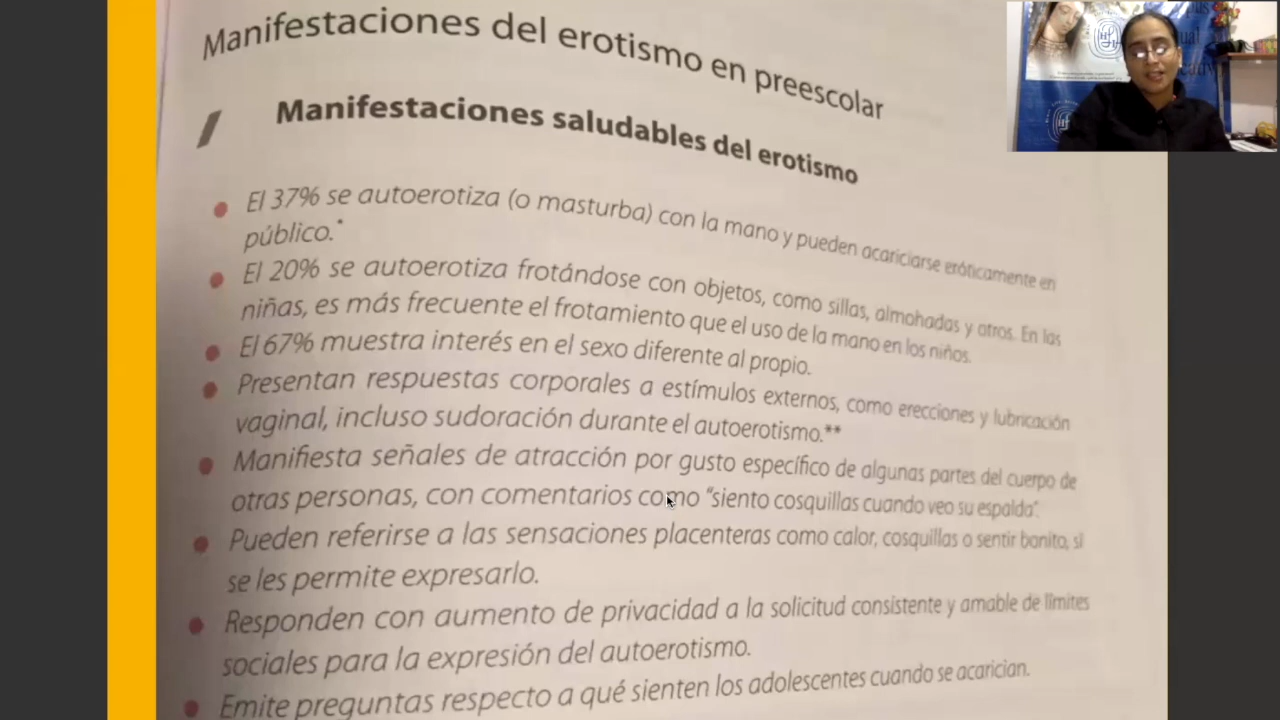 Manifestaciones del erotismo en preescolar
Manifestaciones saludables del erotismo
El 37% se autoerotiza (o masturba) con la mano y pueden acariciarse eróticamente en
público.*
El 20% se autoerotiza frotándose con objetos, como sillas, almohadas y otros. En las
niñas, es más frecuente el frotamiento que el uso de la mano en los niños.
El 67% muestra interés en el sexo diferente al propio.
Presentan respuestas corporales a estímulos externos, como erecciones y lubricación
vaginal, incluso sudoración durante el autoerotismo.**
Manifiesta señales de atracción por gusto específico de algunas partes del cuerpo de
otras personas, con comentarios como "siento cosquillas cuando veo su espalda".
Pueden referirse a las sensaciones placenteras como calor, cosquillas o sentir bonito, si
se les permite expresarlo.
Responden con aumento de privacidad a la solicitud consistente y amable de límites
sociales para la expresión del autoerotismo.
Emite preguntas respecto a qué sienten los adolescentes cuando se acarician.